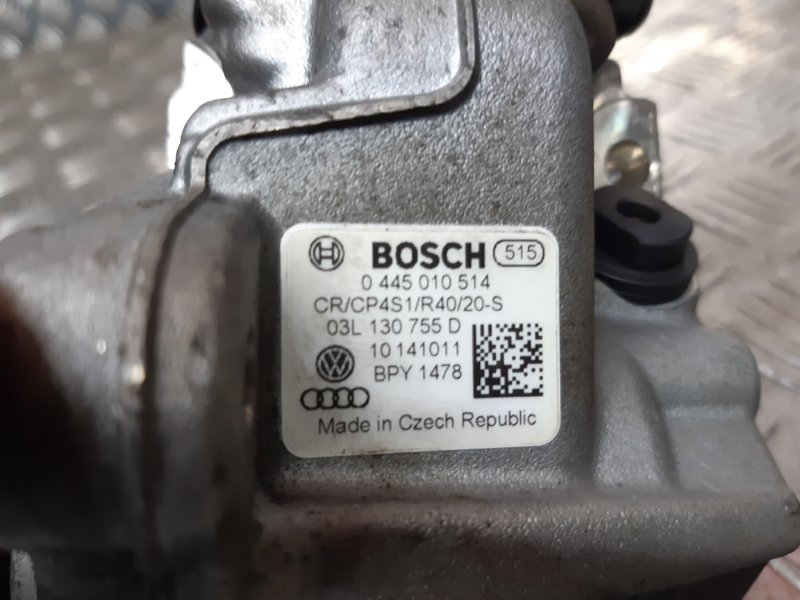 BOSCH 515
0 445 010 514
CR/CP4S1/R40/20-S
03L 130 755 D
10 141011
BPY 1478
Made in Czech Republic